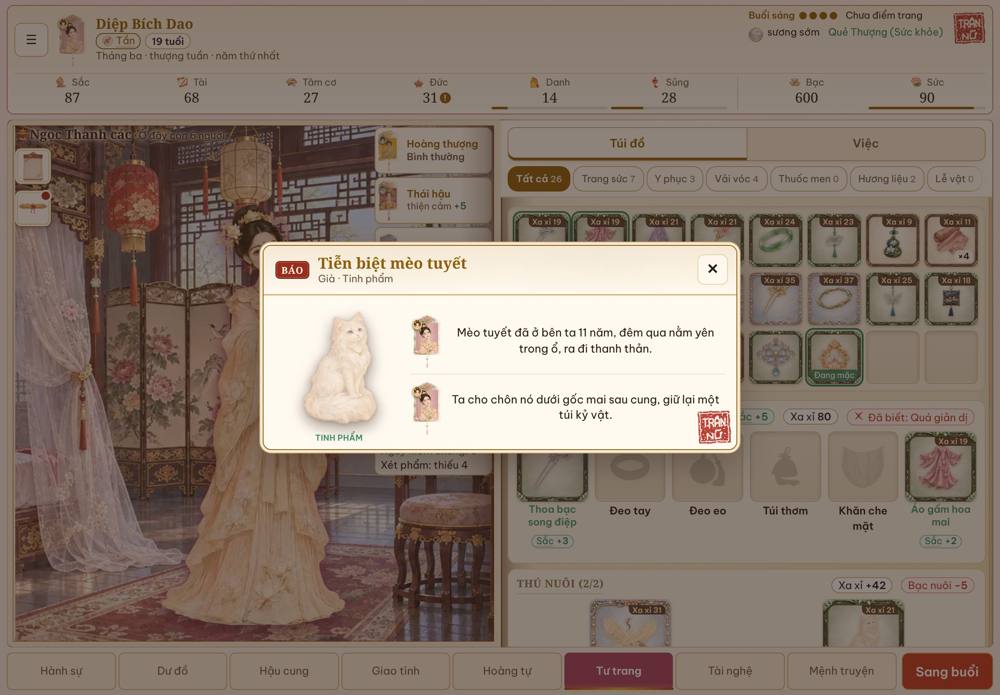 ☰
Diệp Bích Dao
Tần
19 tuổi
Tháng ba · thượng tuần · năm thứ nhất
Buổi sáng
Chưa điểm trang
sương sớm
Quẻ Thượng (Sức khỏe)
TRÂN NỮ
Sắc
87
Tài
68
Tâm cơ
27
Đức
31 !
Danh
14
Sủng
28
Bạc
600
Sức
90
Ngọc Thanh các · Ở đây còn 6 người
Hoàng thượng
Bình thường
Thái hậu
thiện cảm +5
Xét phẩm: thiếu 4
Túi đồ
Việc
Tất cả 26
Trang sức 7
Y phục 3
Vải vóc 4
Thuốc men 0
Hương liệu 2
Lễ vật 0
Xa xỉ 19
Xa xỉ 19
Xa xỉ 21
Xa xỉ 21
Xa xỉ 24
Xa xỉ 23
Xa xỉ 9
Xa xỉ 11
×4
Xa xỉ 35
Xa xỉ 37
Xa xỉ 25
Xa xỉ 18
Đang mặc
BÁO
Tiễn biệt mèo tuyết
Già · Tinh phẩm
✕
TINH PHẨM
Mèo tuyết đã ở bên ta 11 năm, đêm qua nằm yên
trong ổ, ra đi thanh thản.
Ta cho chôn nó dưới gốc mai sau cung, giữ lại một
túi kỷ vật.
TRÂN NỮ
+5
Xa xỉ 80
✕ Đã biết: Quả giản dị
Xa xỉ 19
Thoa bạc
song điệp
Sắc +3
Đeo tay
Đeo eo
Túi thơm
Khăn che
mặt
Áo gấm hoa
mai
Sắc +2
THÚ NUÔI (2/2)
Xa xỉ +42
Bạc nuôi −5
Xa xỉ 31
Xa xỉ 21
Hành sự
Dư đồ
Hậu cung
Giao tình
Hoàng tự
Tư trang
Tài nghệ
Mệnh truyện
Sang buổi